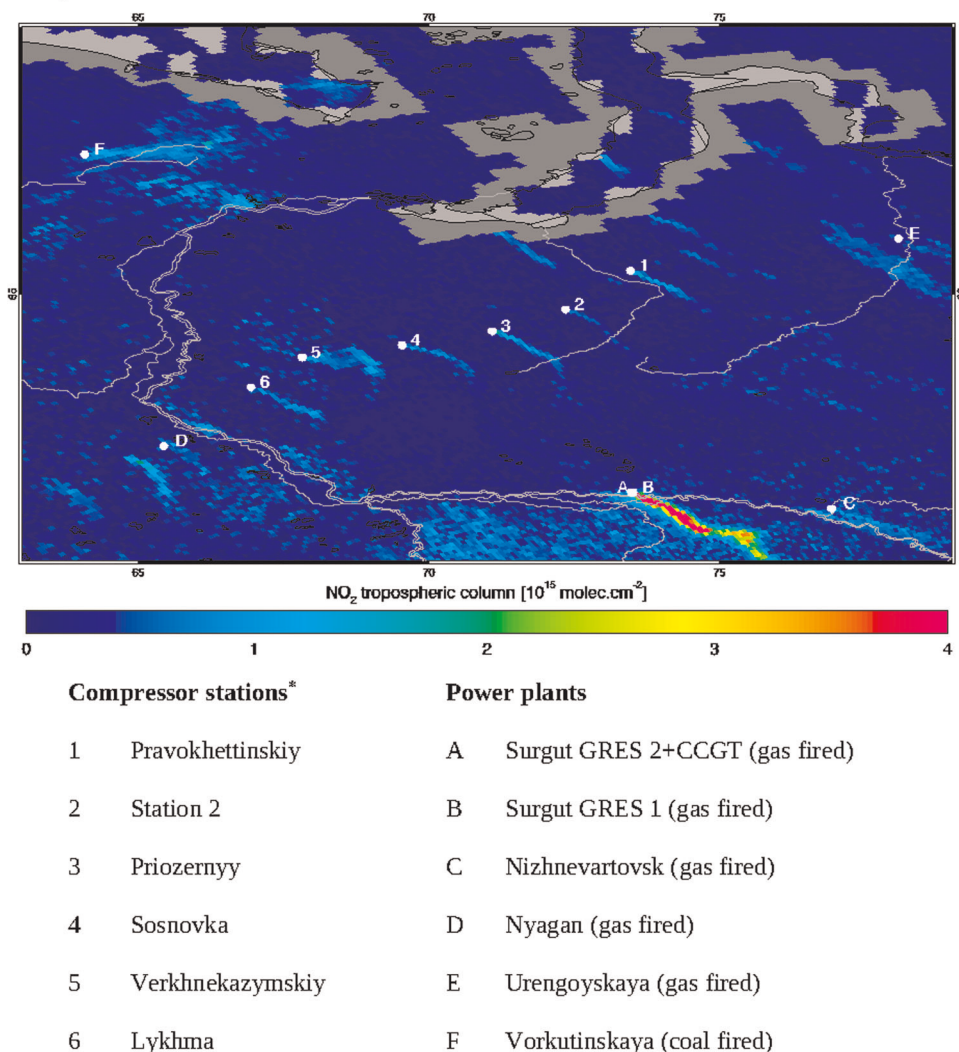 65 70 75
F
E
1
65
2
3
4
5
6
D
A B
C
65 70 75
NO2 tropospheric column [10^15 molec.cm^-2]
0 1 2 3 4
Compressor stations* Power plants
1 Pravokhettinskiy A Surgut GRES 2+CCGT (gas fired)
2 Station 2 B Surgut GRES 1 (gas fired)
3 Priozernyy C Nizhnevartovsk (gas fired)
4 Sosnovka D Nyagan (gas fired)
5 Verkhnekazymskiy E Urengoyskaya (gas fired)
6 Lykhma F Vorkutinskaya (coal fired)